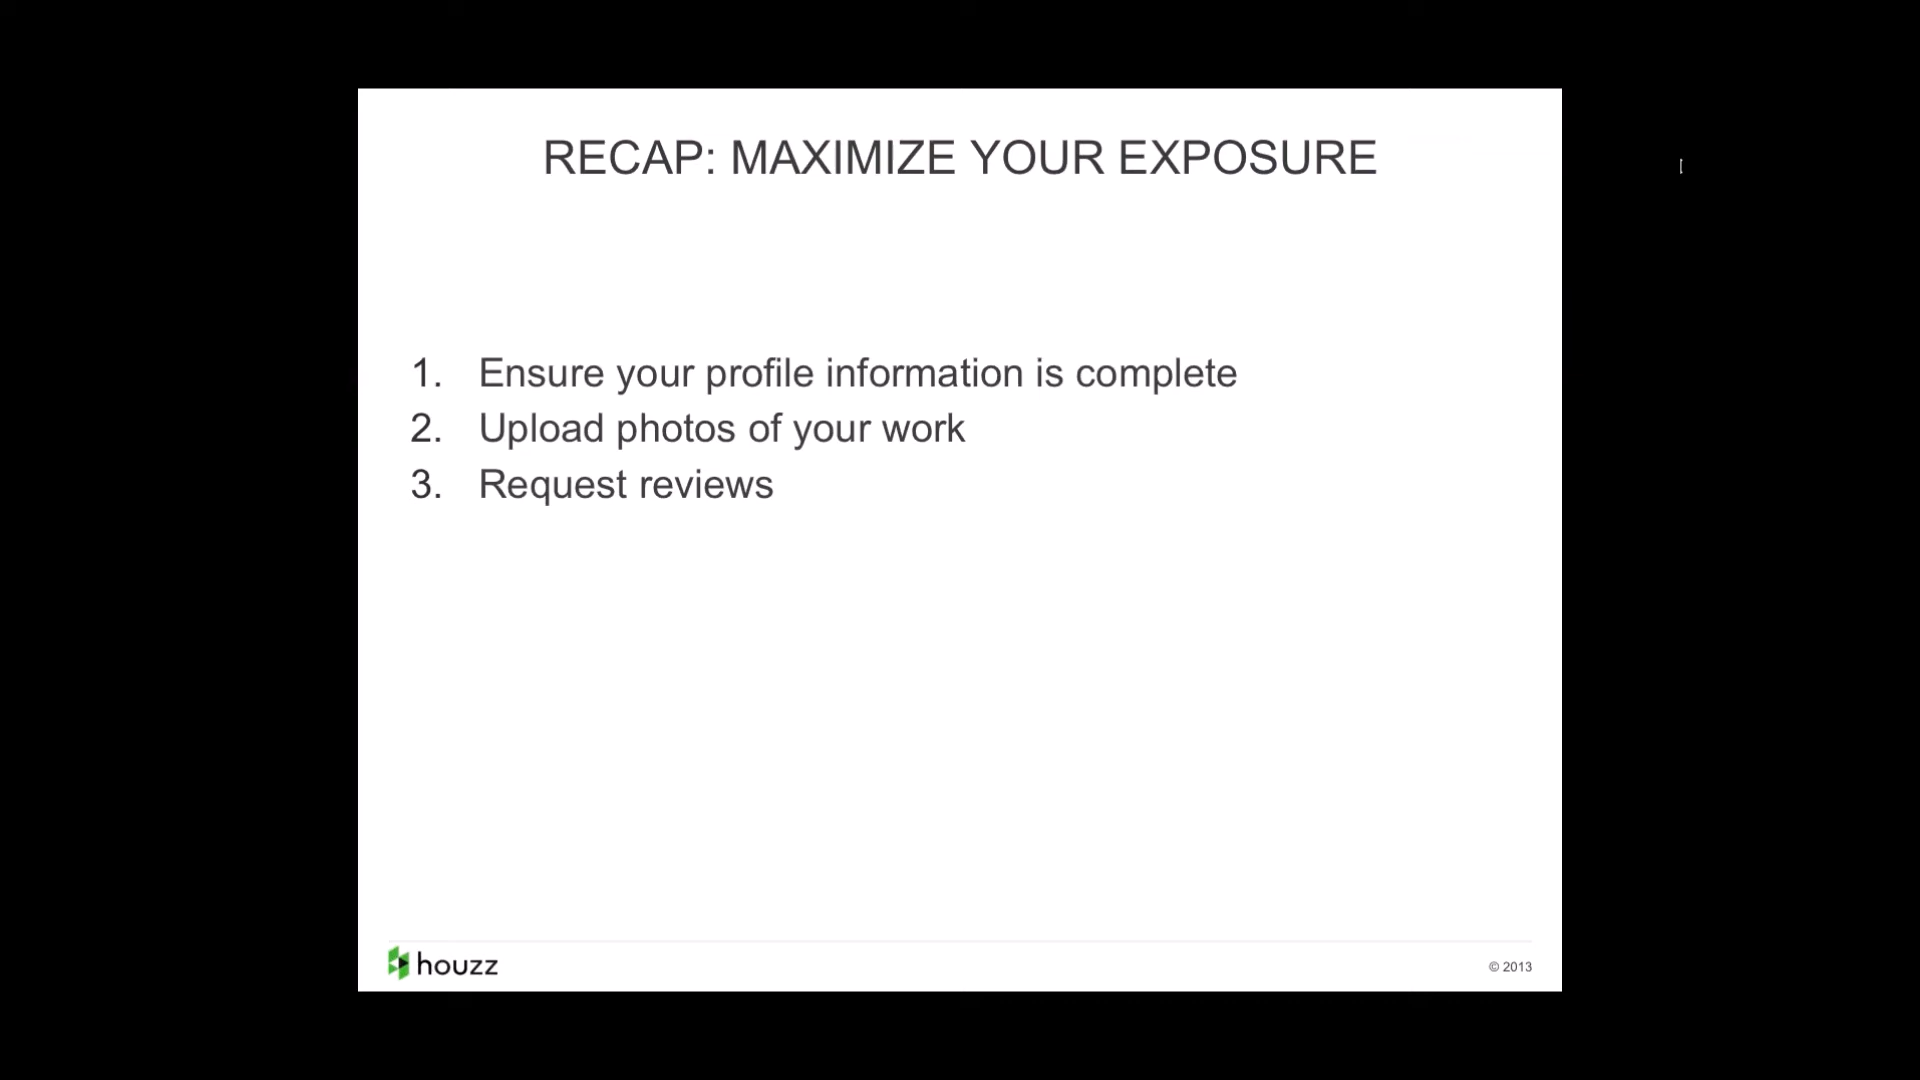 RECAP: MAXIMIZE YOUR EXPOSURE
1. Ensure your profile information is complete
2. Upload photos of your work
3. Request reviews
houzz
© 2013